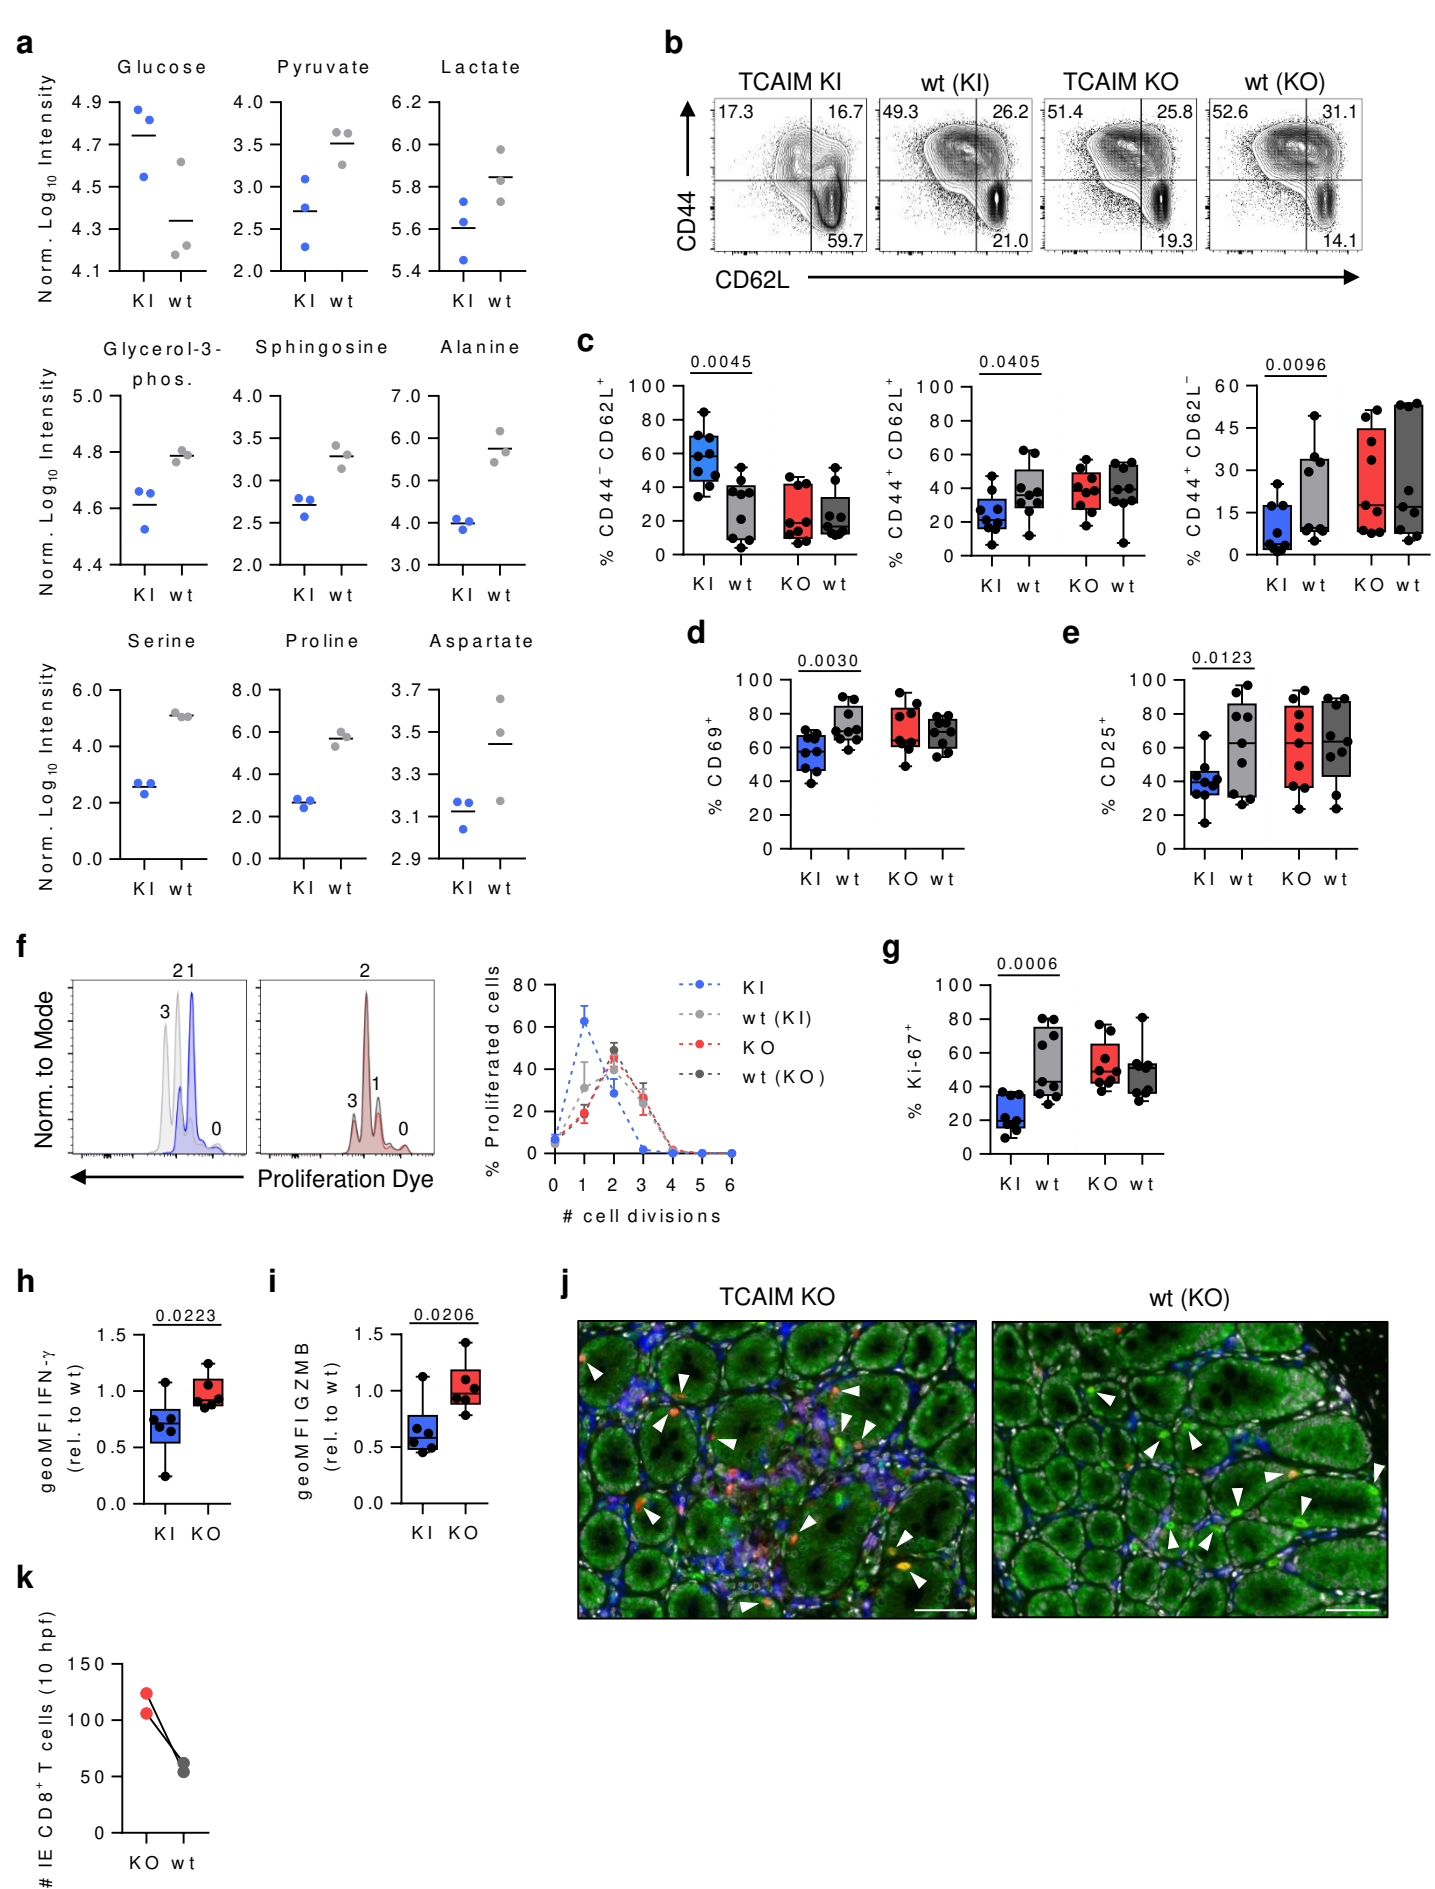 a
Glucose
Pyruvate
Lactate
Norm. Log10 Intensity
4.9
4.7
4.5
4.3
4.1
KI wt
4.0
3.5
3.0
2.5
2.0
KI wt
6.2
6.0
5.8
5.6
5.4
KI wt
Glycerol-3-
phos.
Sphingosine
Alanine
Norm. Log10 Intensity
5.0
4.8
4.6
4.4
KI wt
4.0
3.5
3.0
2.5
2.0
KI wt
7.0
6.0
5.0
4.0
3.0
KI wt
Serine
Proline
Aspartate
Norm. Log10 Intensity
6.0
4.0
2.0
0.0
KI wt
8.0
6.0
4.0
2.0
0.0
KI wt
3.7
3.5
3.3
3.1
2.9
KI wt
b
TCAIM KI
wt (KI)
TCAIM KO
wt (KO)
17.3 16.7
59.7
49.3 26.2
21.0
51.4 25.8
19.3
52.6 31.1
14.1
CD44
CD62L
c
% CD44⁻ CD62L⁺
0.0045
100
80
60
40
20
0
KI wt KO wt
% CD44⁺ CD62L⁺
0.0405
100
80
60
40
20
0
KI wt KO wt
% CD44⁺ CD62L⁻
0.0096
60
45
30
15
0
KI wt KO wt
d
% CD69⁺
0.0030
100
80
60
40
20
0
KI wt KO wt
e
% CD25⁺
0.0123
100
80
60
40
20
0
KI wt KO wt
f
Norm. to Mode
21
3
0
2
1
3
0
Proliferation Dye
% Proliferated cells
80
60
40
20
0
0 1 2 3 4 5 6
# cell divisions
KI
wt (KI)
KO
wt (KO)
g
% Ki-67⁺
0.0006
100
80
60
40
20
0
KI wt KO wt
h
geoMFI IFN-γ
(rel. to wt)
0.0223
1.5
1.0
0.5
0.0
KI KO
i
geoMFI GZMB
(rel. to wt)
0.0206
1.5
1.0
0.5
0.0
KI KO
j
TCAIM KO
wt (KO)
k
# IE CD8⁺ T cells (10 hpf)
150
100
50
0
KO wt